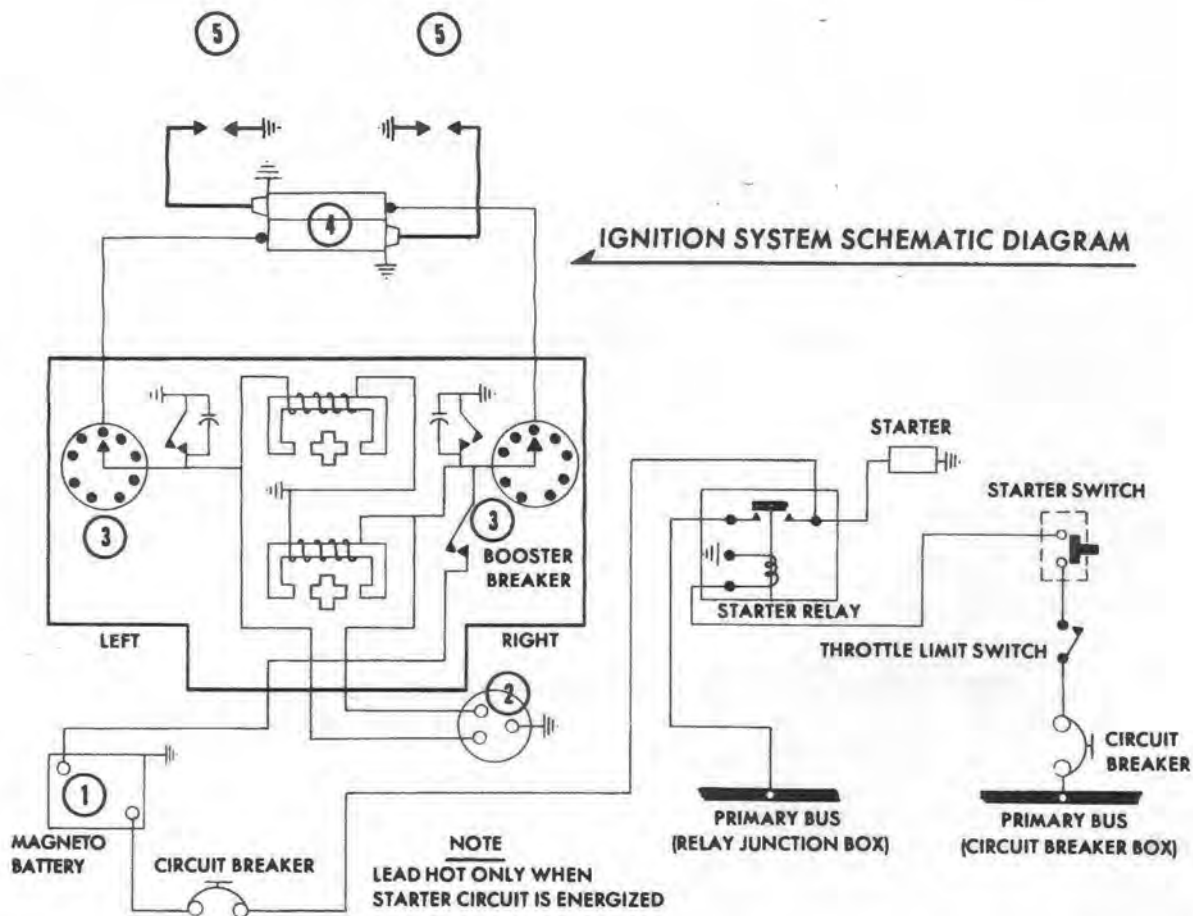 5
5
4
IGNITION SYSTEM SCHEMATIC DIAGRAM
STARTER
STARTER SWITCH
3
3
BOOSTER
BREAKER
STARTER RELAY
LEFT
RIGHT
THROTTLE LIMIT SWITCH
2
CIRCUIT
BREAKER
1
MAGNETO
BATTERY
CIRCUIT BREAKER
NOTE
LEAD HOT ONLY WHEN
STARTER CIRCUIT IS ENERGIZED
PRIMARY BUS
(RELAY JUNCTION BOX)
PRIMARY BUS
(CIRCUIT BREAKER BOX)